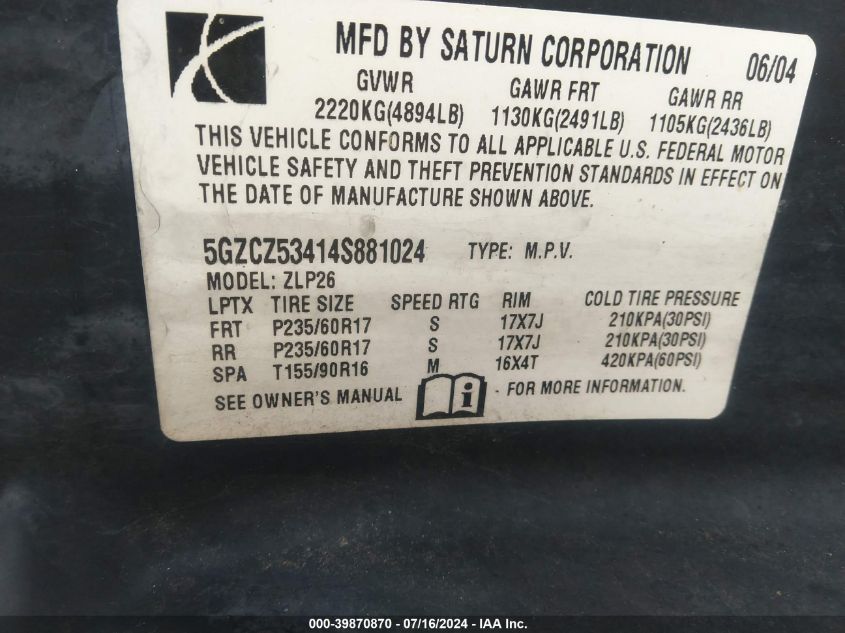 MFD BY SATURN CORPORATION 06/04
GVWR GAWR FRT GAWR RR
2220KG(4894LB) 1130KG(2491LB) 1105KG(2436LB)
THIS VEHICLE CONFORMS TO ALL APPLICABLE U.S. FEDERAL MOTOR
VEHICLE SAFETY AND THEFT PREVENTION STANDARDS IN EFFECT ON
THE DATE OF MANUFACTURE SHOWN ABOVE.
5GZCZ53414S881024 TYPE: M.P.V.
MODEL: ZLP26
LPTX TIRE SIZE SPEED RTG RIM COLD TIRE PRESSURE
FRT P235/60R17 S 17X7J 210KPA(30PSI)
RR P235/60R17 S 17X7J 210KPA(30PSI)
SPA T155/90R16 M 16X4T 420KPA(60PSI)
SEE OWNER'S MANUAL i - FOR MORE INFORMATION.
000-39870870 / 07/16/2024 - IAA Inc.